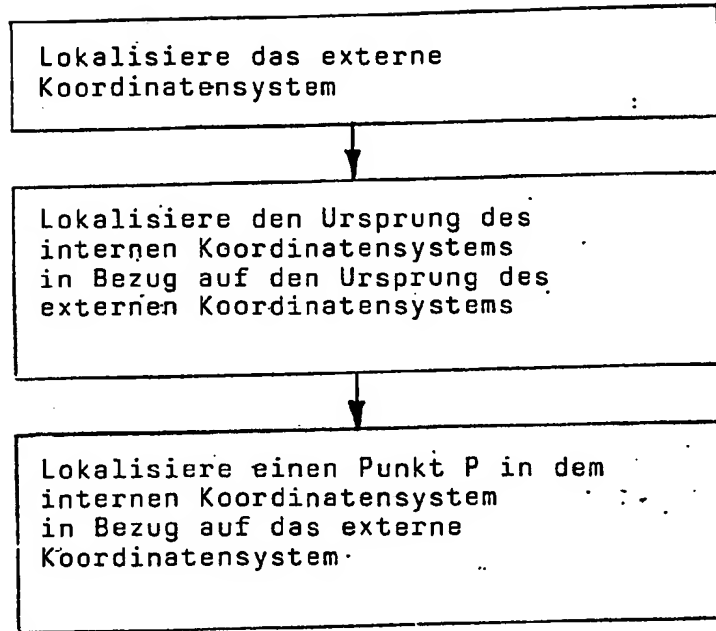 Lokalisiere das externe
Koordinatensystem
Lokalisiere den Ursprung des
internen Koordinatensystems
in Bezug auf den Ursprung des
externen Koordinatensystems
Lokalisiere einen Punkt P in dem
internen Koordinatensystem
in Bezug auf das externe
Koordinatensystem